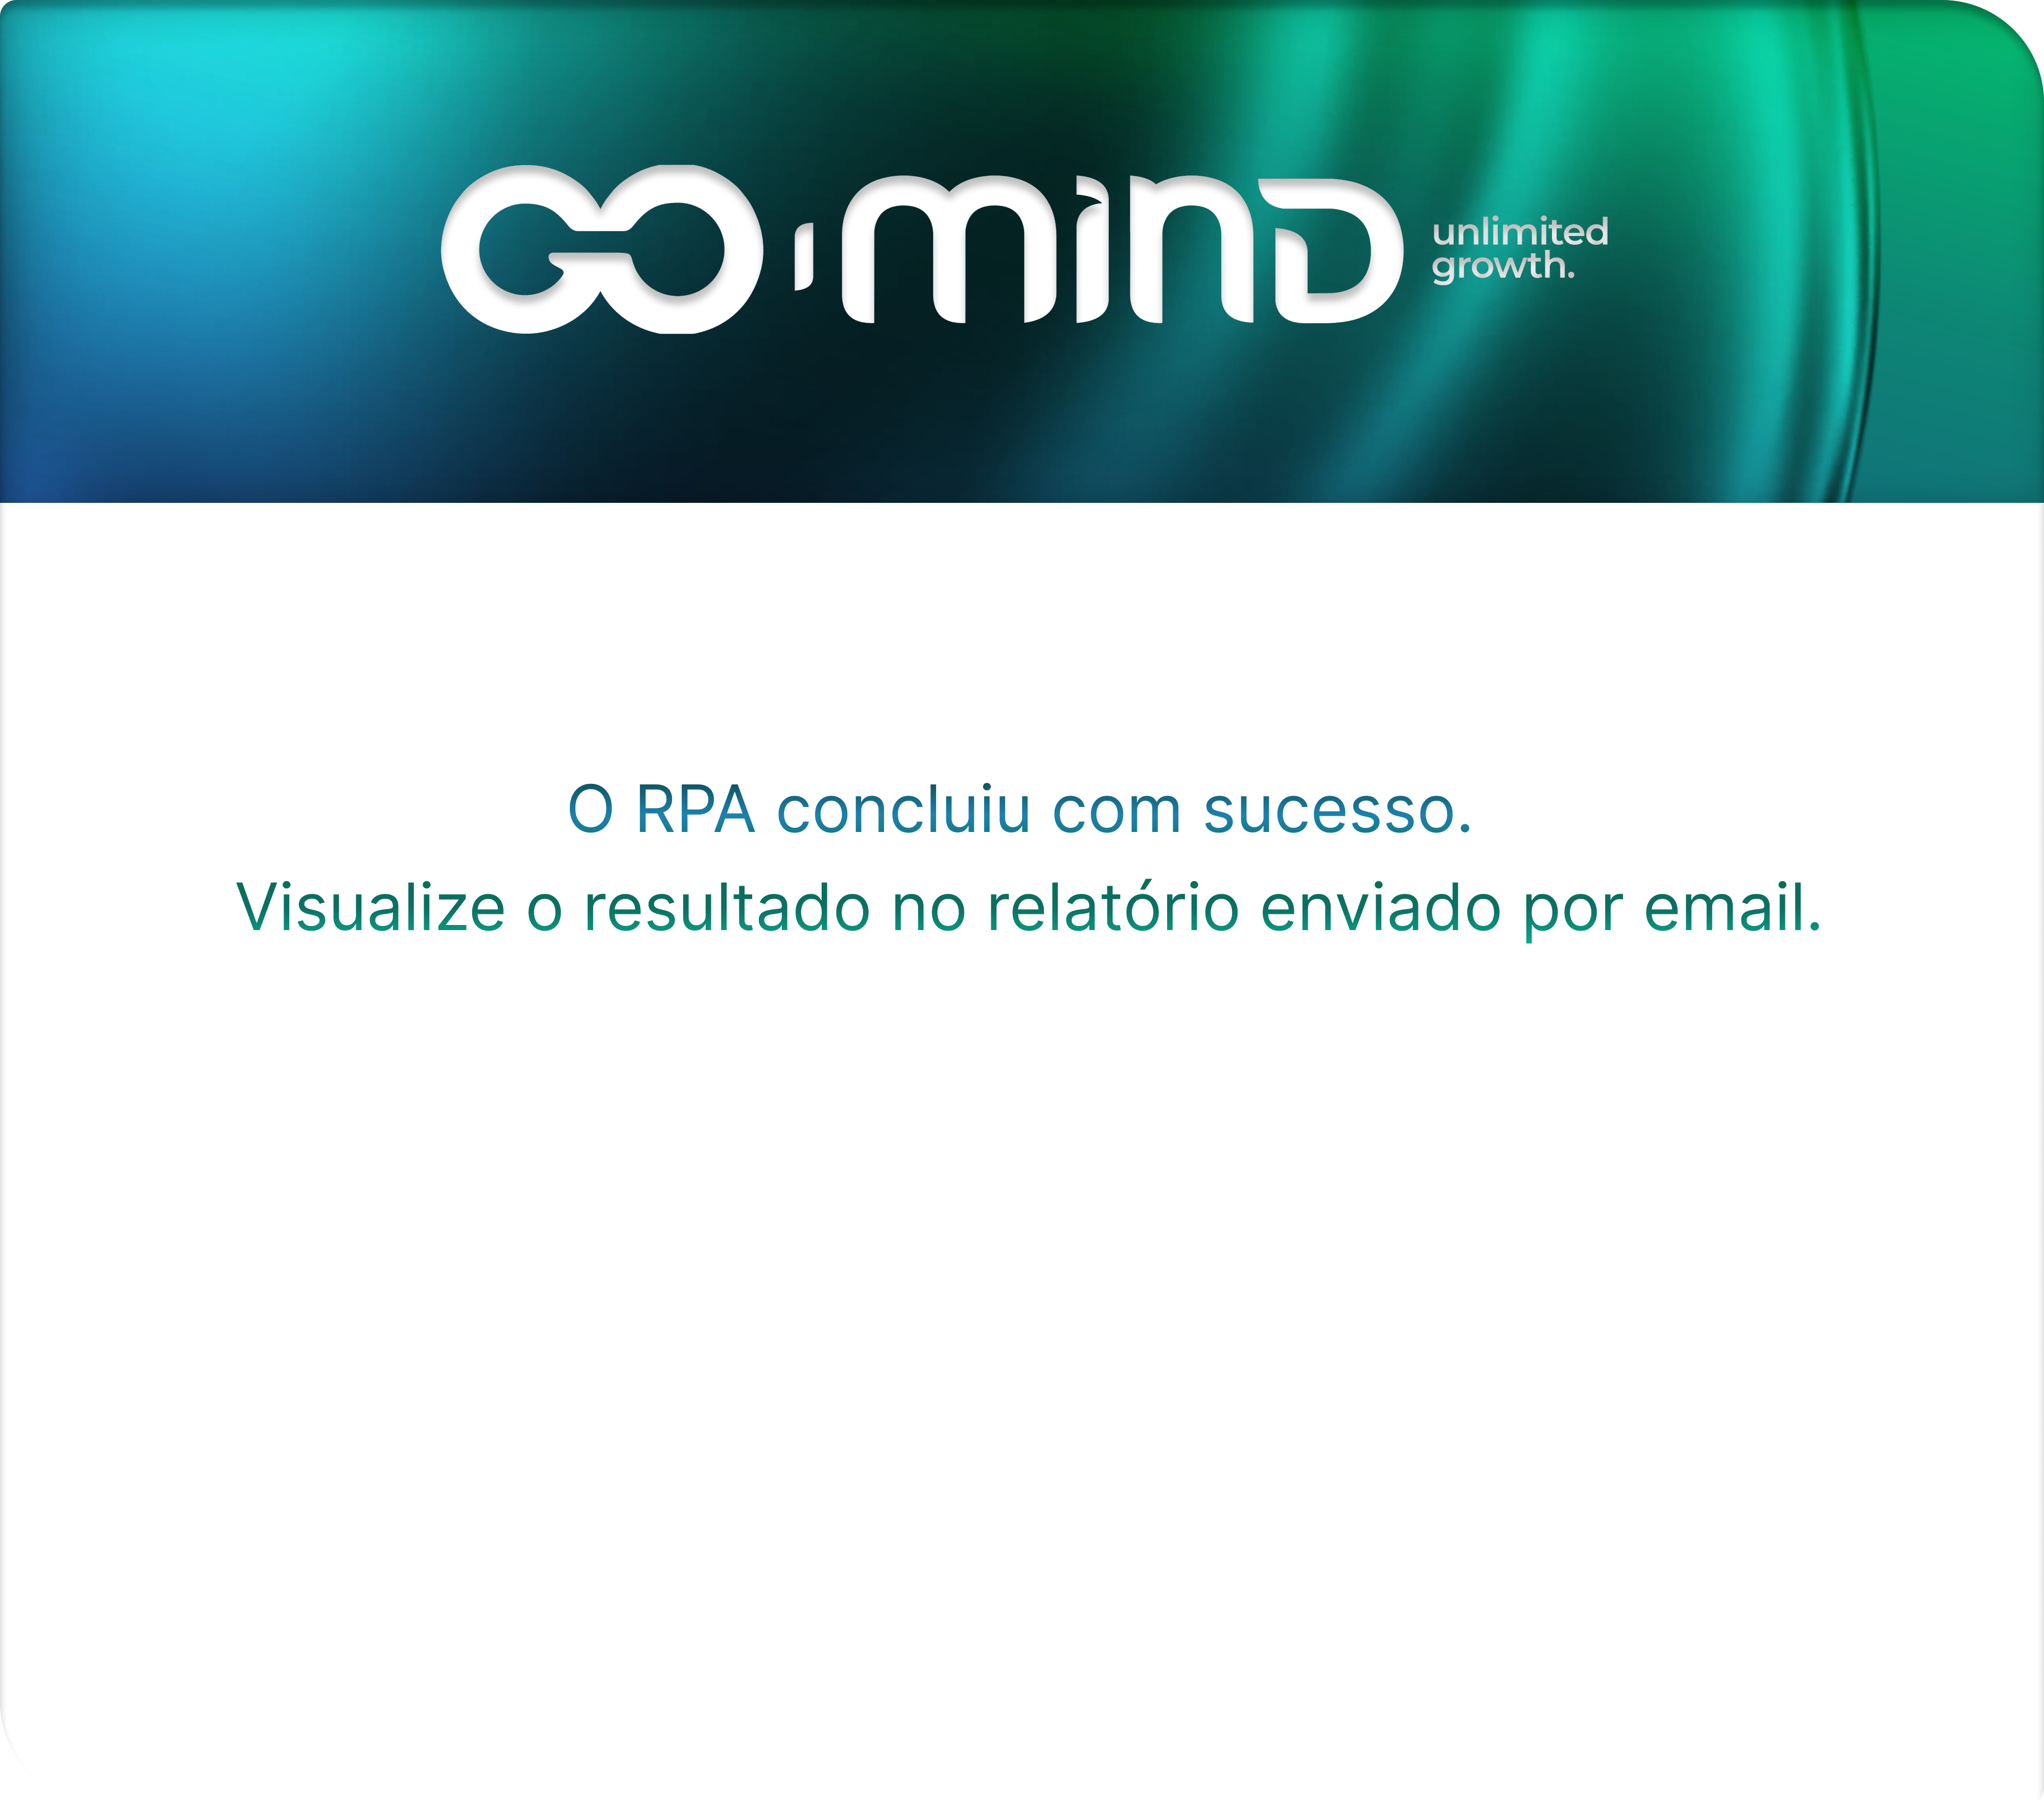 GO mind
unlimited
growth.
O RPA concluiu com sucesso.
Visualize o resultado no relatório enviado por email.